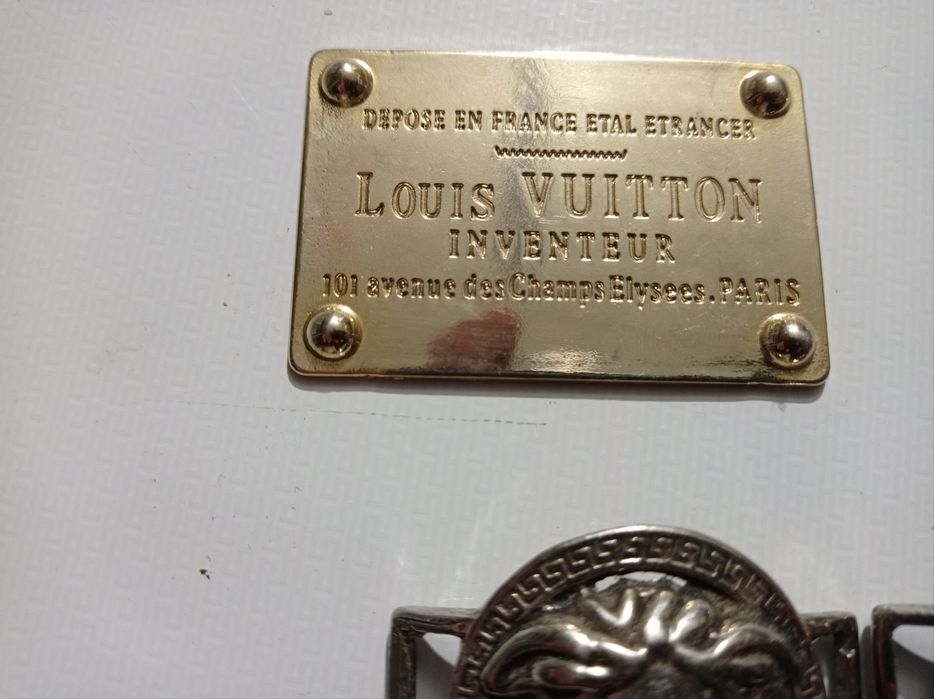 DEPOSE EN FRANCE ETAL ETRANCER
LOUIS VUITTON
INVENTEUR
101 avenue des Champs Elysees. PARIS